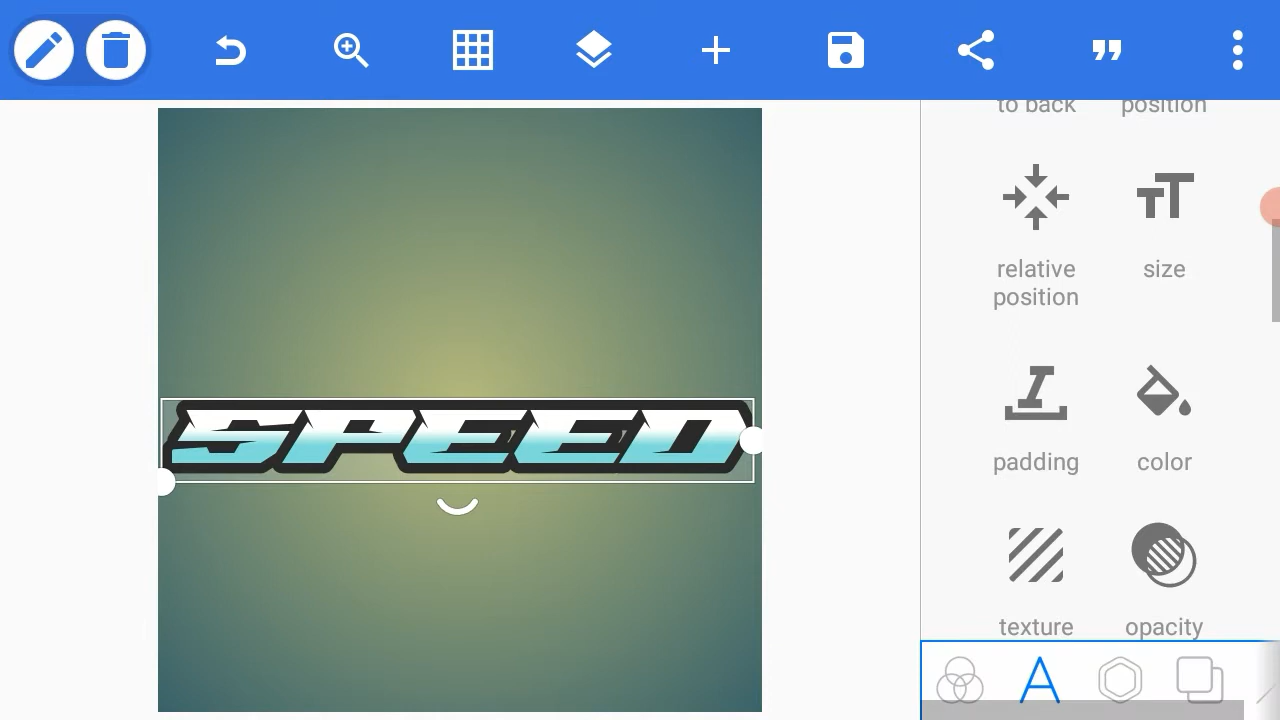 to back position
SPEED
relative position
size
padding
color
texture
opacity